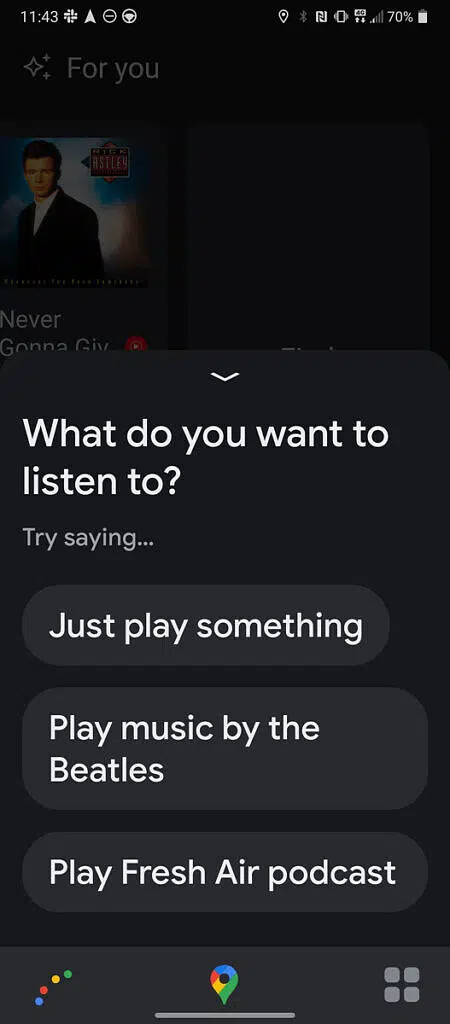 11:43
4G
70%
For you
RICK
ASTLEY
Never
Gonna Giv
What do you want to
listen to?
Try saying...
Just play something
Play music by the
Beatles
Play Fresh Air podcast